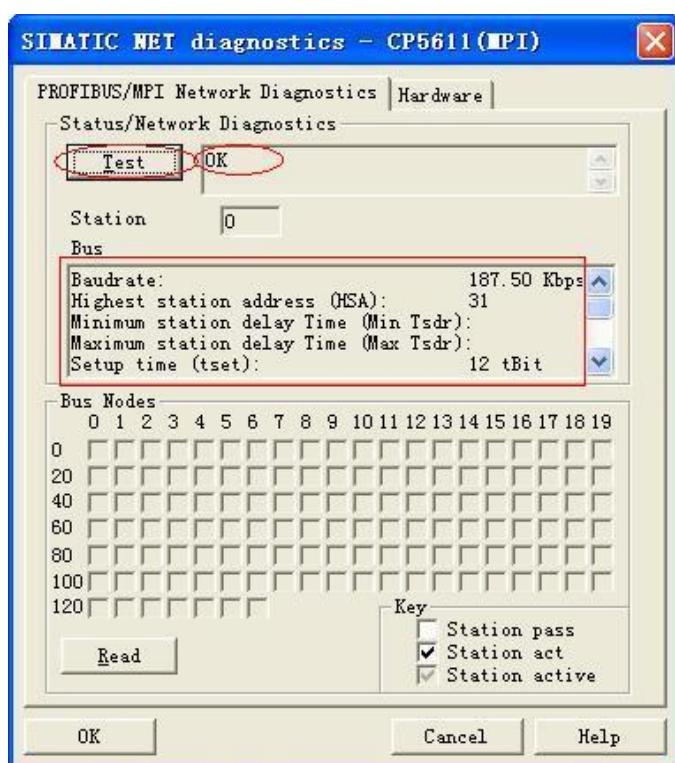 SIMATIC NET diagnostics - CP5611(MPI)
PROFIBUS/MPI Network Diagnostics Hardware
Status/Network Diagnostics
Test OK
Station 0
Bus
Baudrate: 187.50 Kbps
Highest station address (HSA): 31
Minimum station delay Time (Min Tsdr):
Maximum station delay Time (Max Tsdr):
Setup time (tset): 12 tBit
Bus Nodes
0 1 2 3 4 5 6 7 8 9 10 11 12 13 14 15 16 17 18 19
0
20
40
60
80
100
120
Key
Station pass
Read Station act
Station active
OK Cancel Help